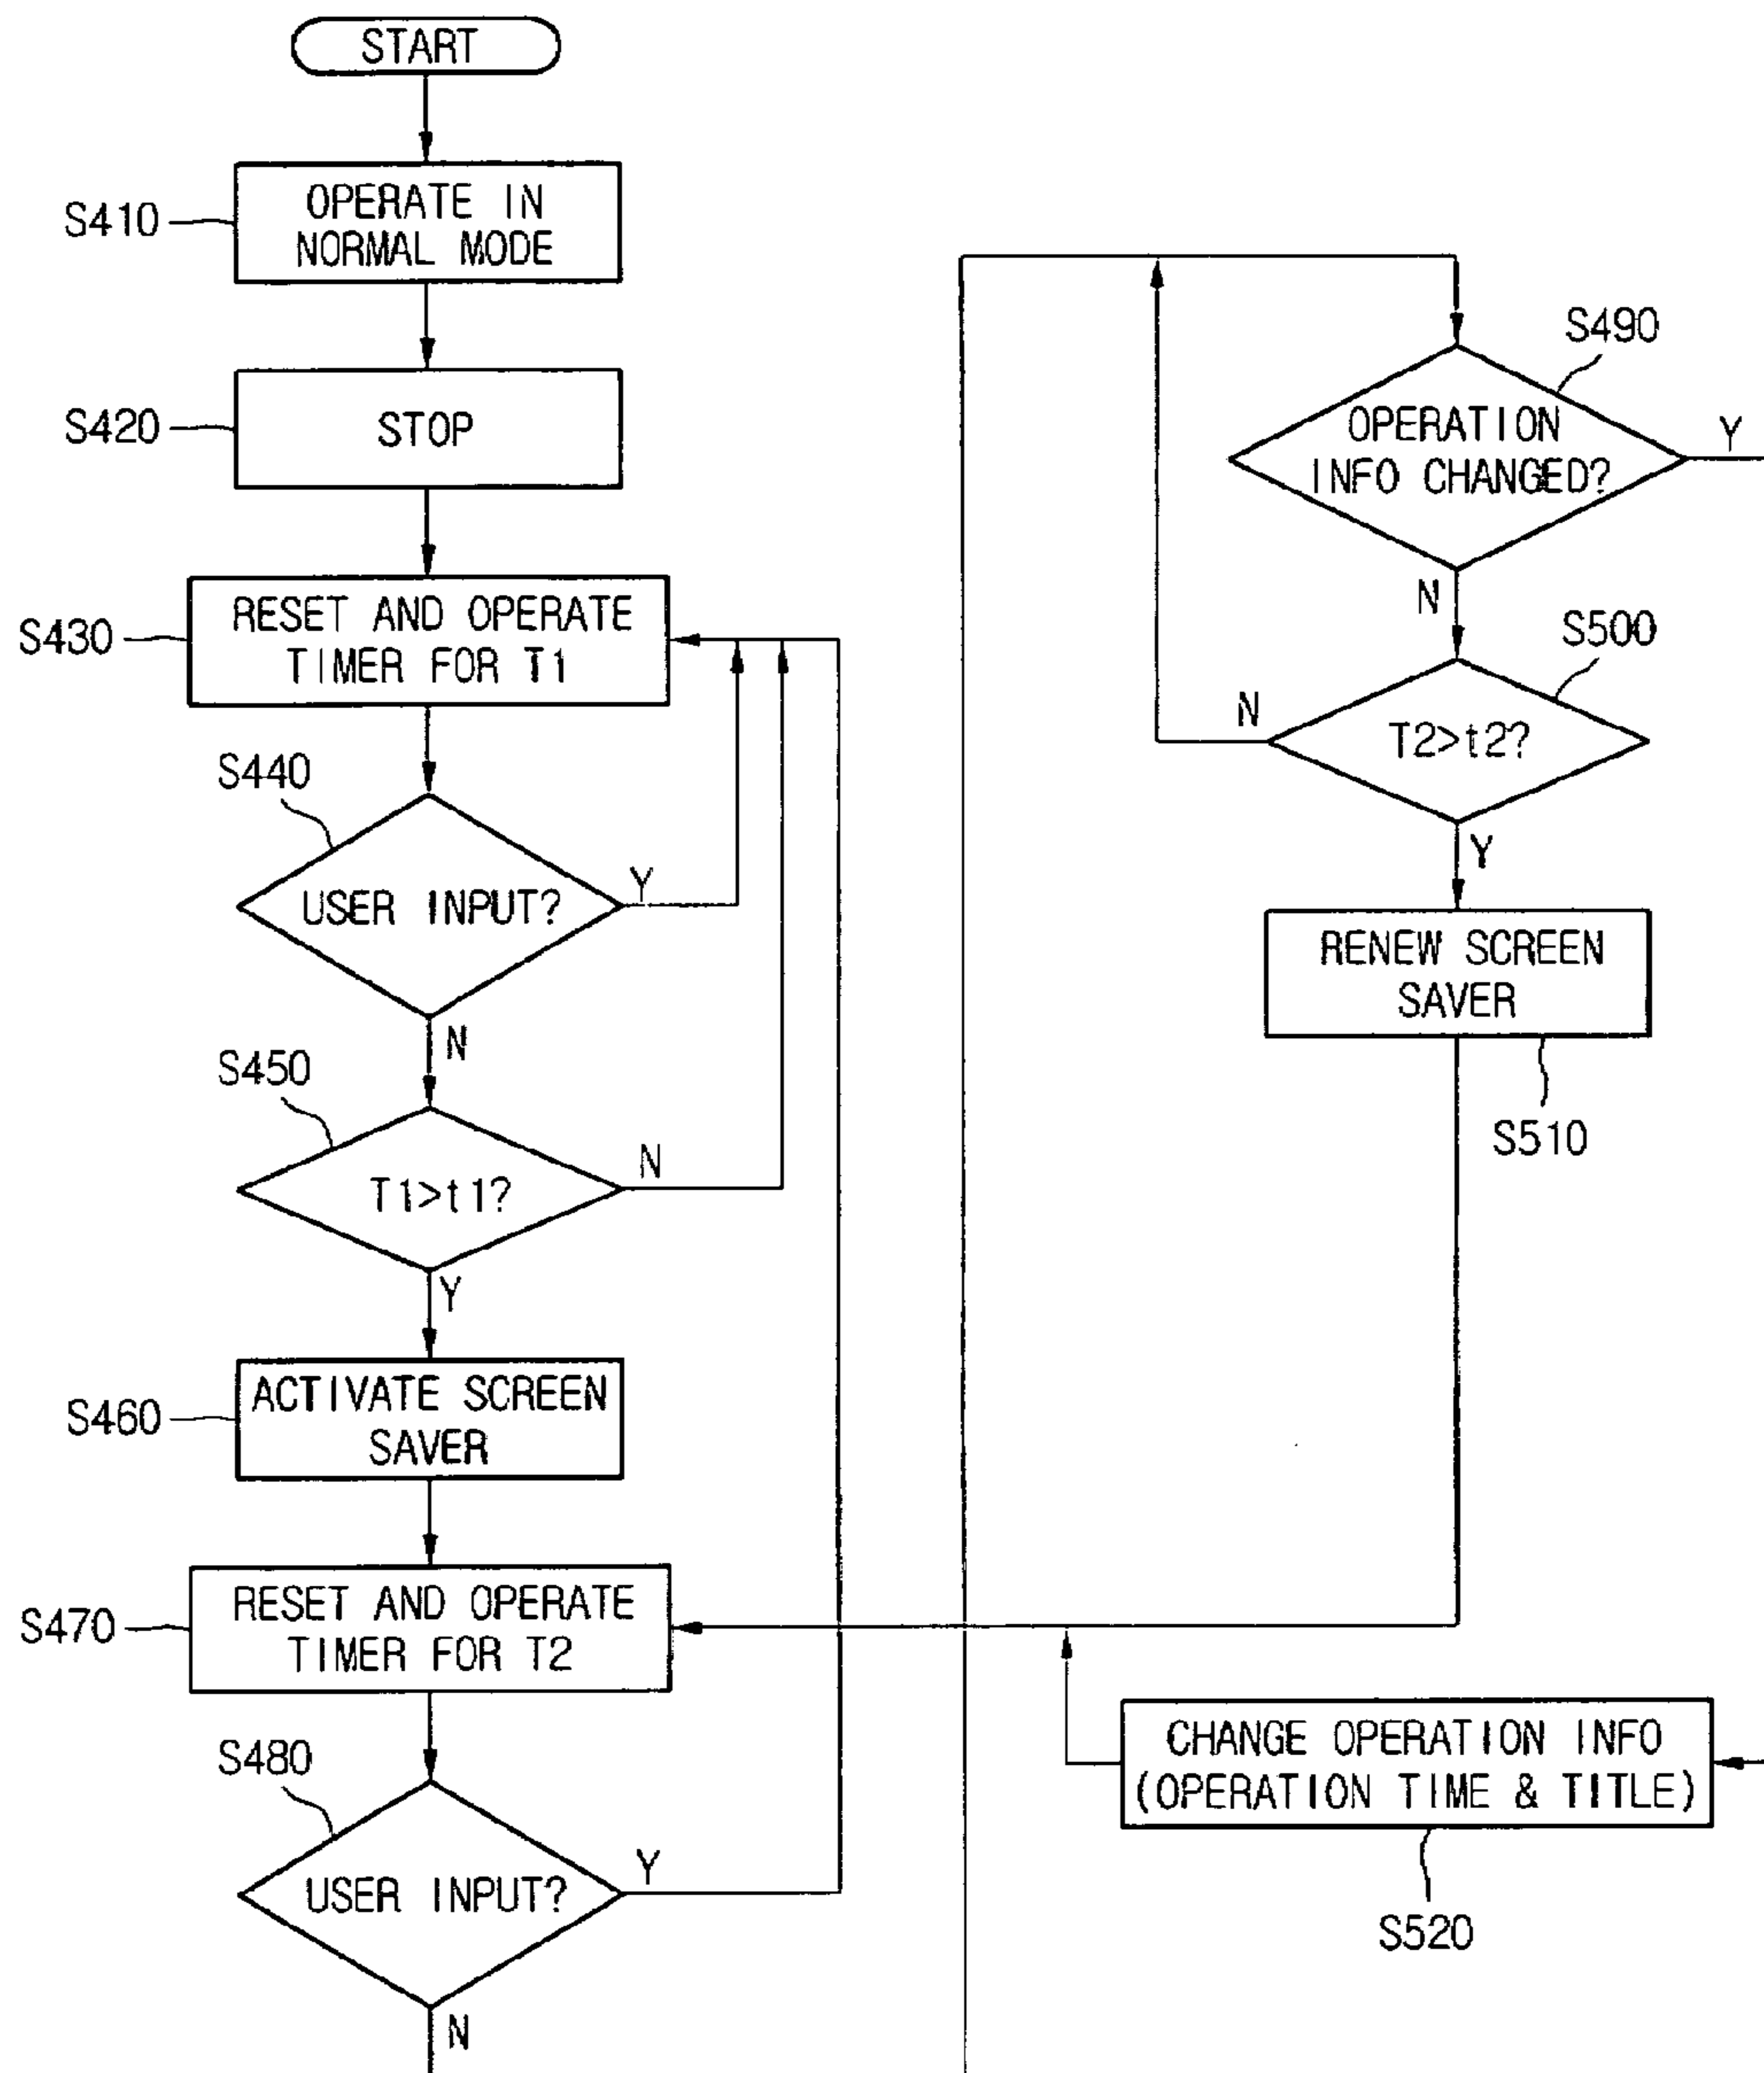 START
S410
OPERATE IN
NORMAL MODE
S420
STOP
S430
RESET AND OPERATE
TIMER FOR T1
S440
USER INPUT?
Y
N
S450
T1>t1?
N
Y
S460
ACTIVATE SCREEN
SAVER
S470
RESET AND OPERATE
TIMER FOR T2
S480
USER INPUT?
Y
N
S490
OPERATION
INFO CHANGED?
Y
N
S500
T2>t2?
N
Y
RENEW SCREEN
SAVER
S510
CHANGE OPERATION INFO
(OPERATION TIME & TITLE)
S520